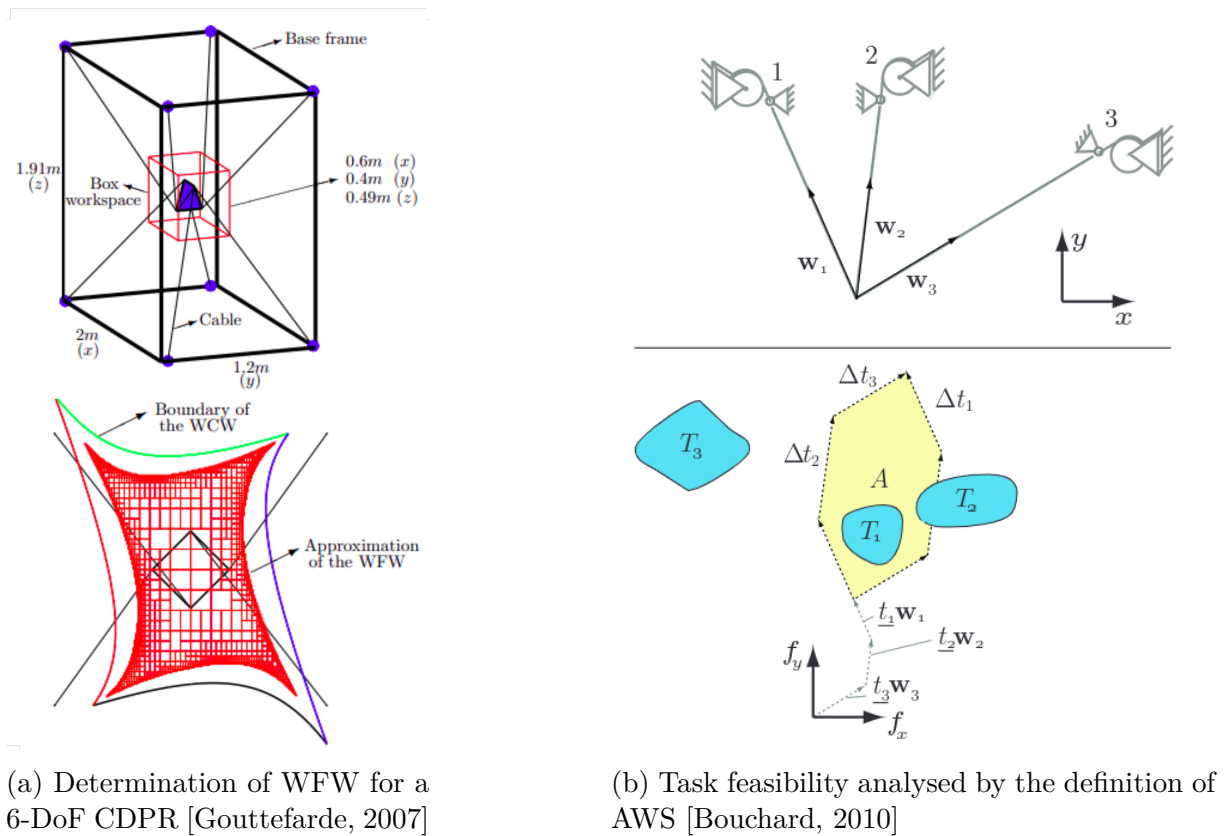 Base frame
1.91m
(z)
Box
workspace
0.6m (x)
0.4m (y)
0.49m (z)
Cable
2m
(x)
1,2m
(y)
Boundary of
the WCW
Approximation
of the WFW
(a) Determination of WFW for a
6-DoF CDPR [Gouttefarde, 2007]
1
2
3
w₁
w₂
w₃
y
x
Δt₃
Δt₁
Δt₂
T₃
A
T₂
T₁
t₁w₁
t₂w₂
t₃w₃
f_y
f_x
(b) Task feasibility analysed by the definition of
AWS [Bouchard, 2010]